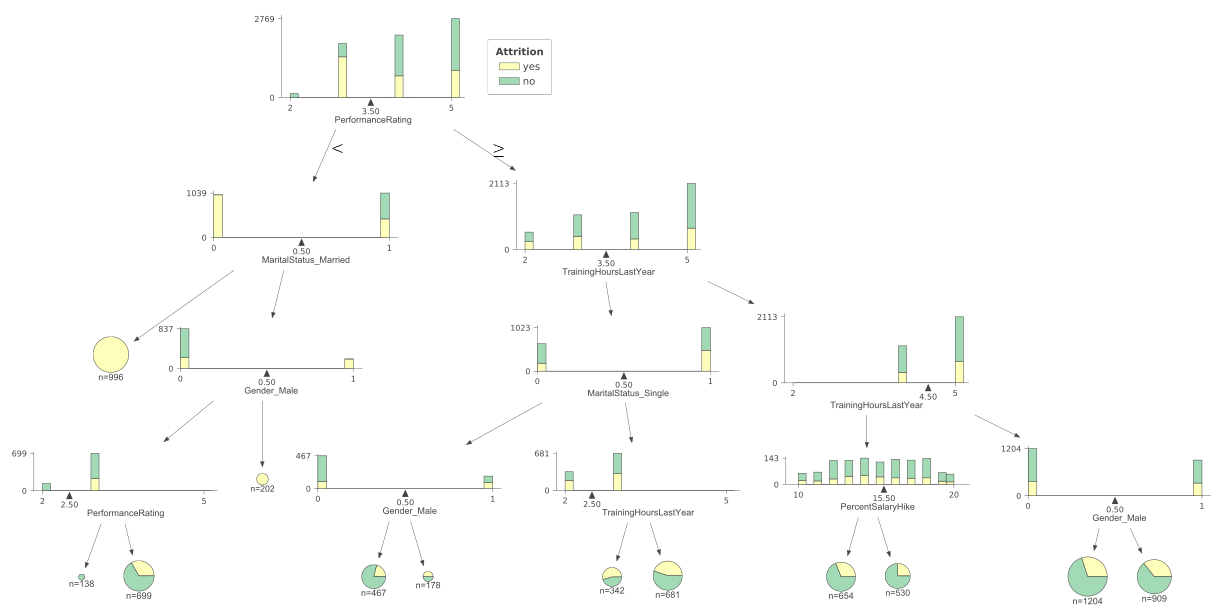 2769
0
2
3.50
5
PerformanceRating
Attrition
yes
no
<
≥
1039
0
0
0.50
1
MaritalStatus_Married
2113
0
2
3.50
5
TrainingHoursLastYear
n=996
837
0
0
0.50
1
Gender_Male
1023
0
0
0.50
1
MaritalStatus_Single
2113
0
2
4.50
5
TrainingHoursLastYear
699
0
2
2.50
5
PerformanceRating
n=202
467
0
0
0.50
1
Gender_Male
681
0
2
2.50
5
TrainingHoursLastYear
143
0
10
15.50
20
PercentSalaryHike
1204
0
0
0.50
1
Gender_Male
n=138
n=699
n=467
n=178
n=342
n=681
n=654
n=530
n=1204
n=909